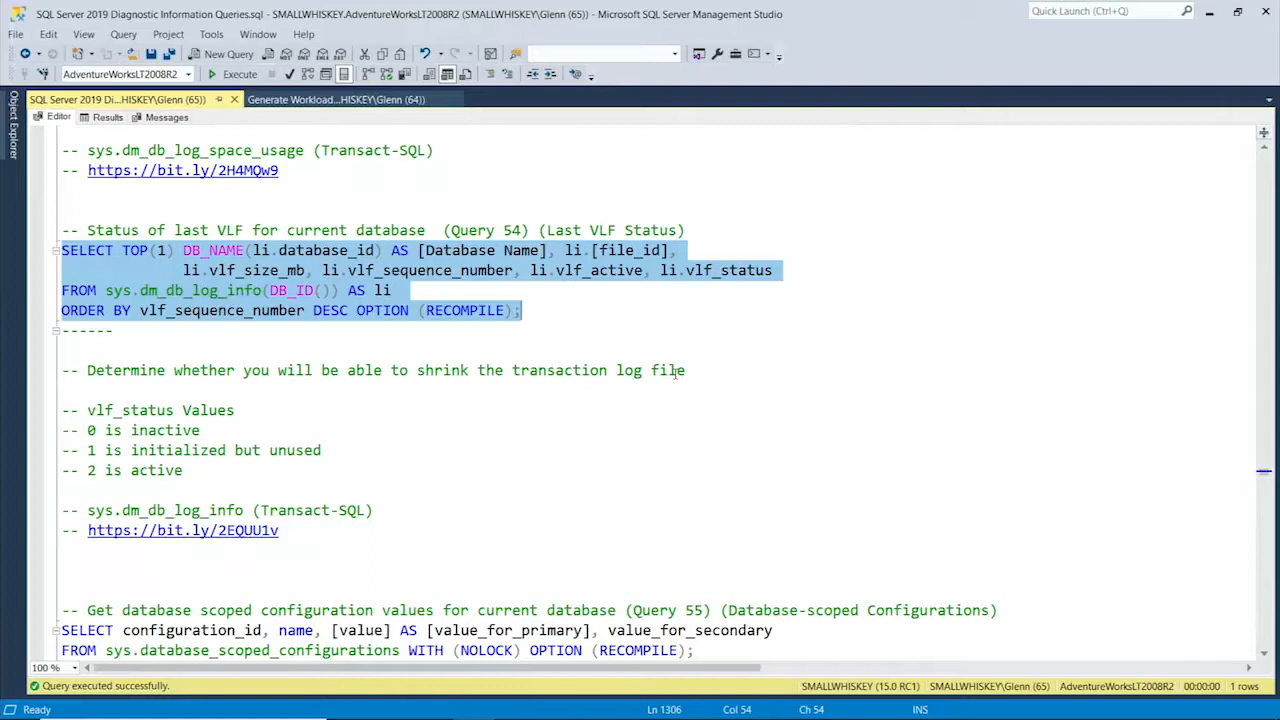 SQL Server 2019 Diagnostic Information Queries.sql - SMALLWHISKEY.AdventureWorksLT2008R2 (SMALLWHISKEY\Glenn (65)) - Microsoft SQL Server Management Studio
Quick Launch (Ctrl+Q)
File Edit View Query Project Tools Window Help
New Query
AdventureWorksLT2008R2 Execute
SQL Server 2019 Di...HISKEY\Glenn (65)) Generate Workload...HISKEY\Glenn (64))
Object Explorer
Editor Results Messages
-- sys.dm_db_log_space_usage (Transact-SQL)
-- https://bit.ly/2H4MQw9
-- Status of last VLF for current database  (Query 54) (Last VLF Status)
SELECT TOP(1) DB_NAME(li.database_id) AS [Database Name], li.[file_id],
li.vlf_size_mb, li.vlf_sequence_number, li.vlf_active, li.vlf_status
FROM sys.dm_db_log_info(DB_ID()) AS li
ORDER BY vlf_sequence_number DESC OPTION (RECOMPILE);
------
-- Determine whether you will be able to shrink the transaction log file
-- vlf_status Values
-- 0 is inactive
-- 1 is initialized but unused
-- 2 is active
-- sys.dm_db_log_info (Transact-SQL)
-- https://bit.ly/2EQUU1v
-- Get database scoped configuration values for current database (Query 55) (Database-scoped Configurations)
SELECT configuration_id, name, [value] AS [value_for_primary], value_for_secondary
FROM sys.database_scoped_configurations WITH (NOLOCK) OPTION (RECOMPILE);
100 %
Query executed successfully. SMALLWHISKEY (15.0 RC1) SMALLWHISKEY\Glenn (65) AdventureWorksLT2008R2 00:00:00 1 rows
Ready Ln 1306 Col 54 Ch 54 INS